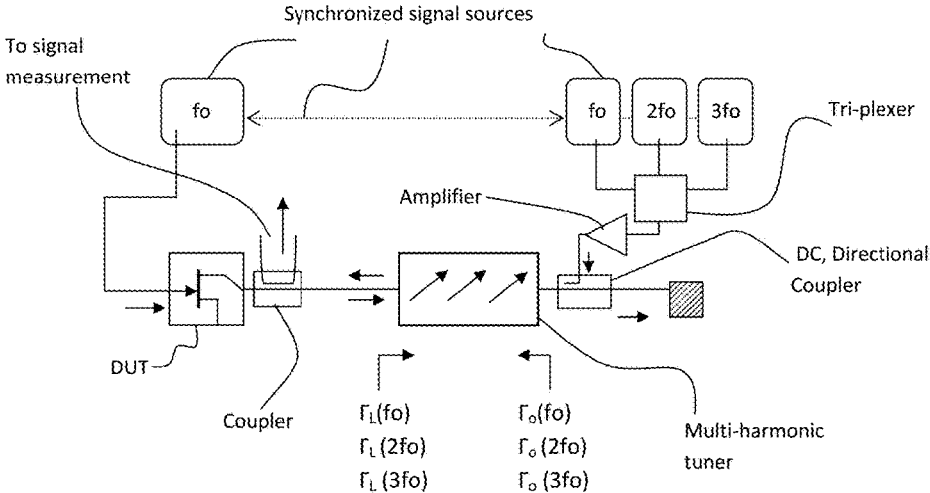 Synchronized signal sources
To signal
measurement
fo
fo
2fo
3fo
Tri-plexer
Amplifier
DC, Directional
Coupler
DUT
Coupler
ΓL(fo)
ΓL (2fo)
ΓL (3fo)
Γo(fo)
Γo (2fo)
Γo (3fo)
Multi-harmonic
tuner